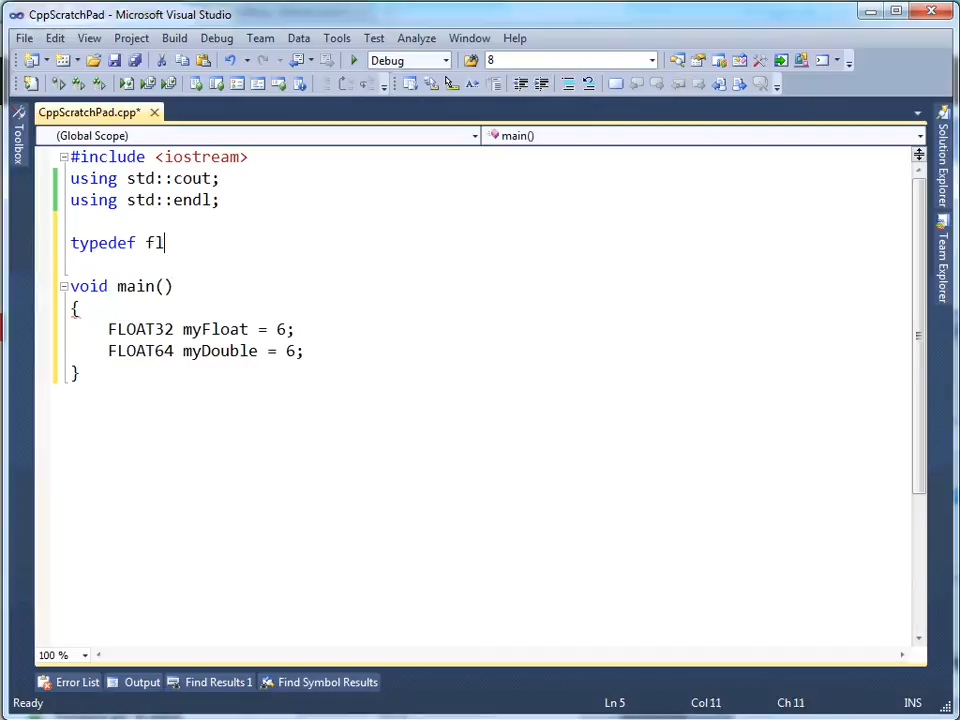 CppScratchPad - Microsoft Visual Studio
File Edit View Project Build Debug Team Data Tools Test Analyze Window Help
Debug 8
CppScratchPad.cpp*
(Global Scope) main()
#include <iostream>
using std::cout;
using std::endl;
typedef fl
void main()
{
FLOAT32 myFloat = 6;
FLOAT64 myDouble = 6;
}
Toolbox
Solution Explorer
Team Explorer
100 %
Error List Output Find Results 1 Find Symbol Results
Ready Ln 5 Col 11 Ch 11 INS